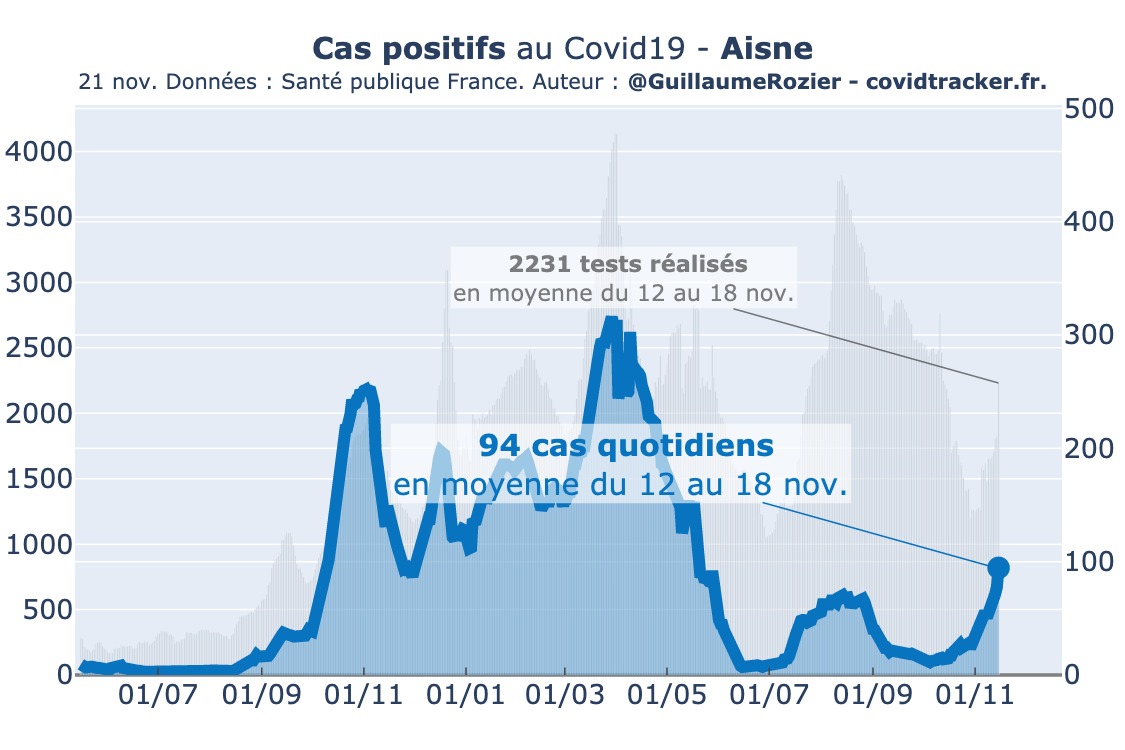 Cas positifs au Covid19 - Aisne
21 nov. Données : Santé publique France. Auteur : @GuillaumeRozier - covidtracker.fr.
500
4000
3500
400
3000
2231 tests réalisés
en moyenne du 12 au 18 nov.
300
2500
2000
94 cas quotidiens
200
1500
en moyenne du 12 au 18 nov.
1000
100
500
0
0
01/07 01/09 01/11 01/01 01/03 01/05 01/07 01/09 01/11